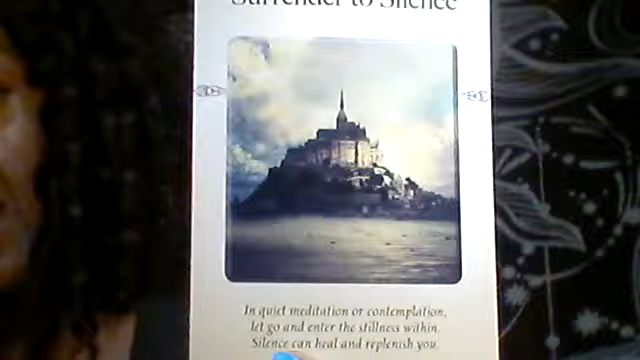 Surrender to Silence
In quiet meditation or contemplation,
let go and enter the stillness within.
Silence can heal and replenish you.